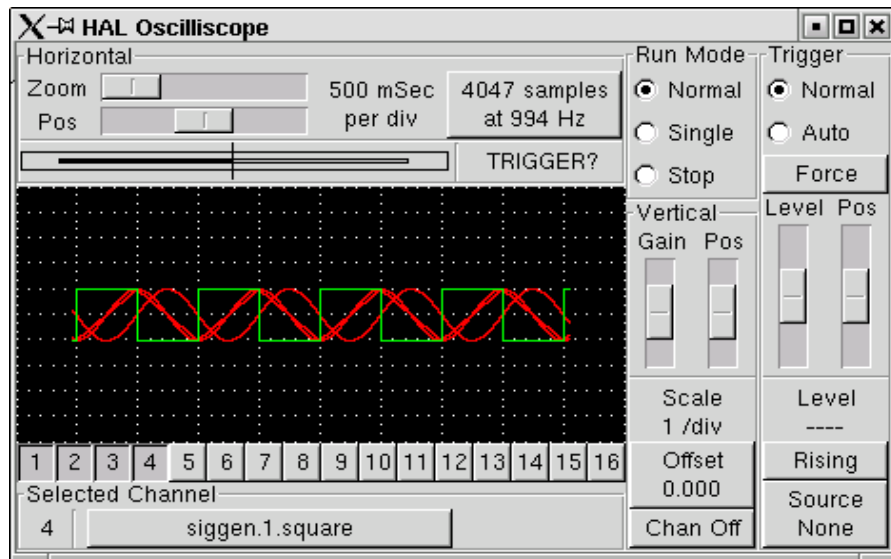 HAL Oscilliscope
Horizontal
Zoom
Pos
500 mSec
per div
4047 samples
at 994 Hz
TRIGGER?
Run Mode
Normal
Single
Stop
Trigger
Normal
Auto
Force
Vertical
Gain Pos
Level Pos
Scale
1 /div
Level
----
Offset
0.000
Chan Off
Rising
Source
None
1 2 3 4 5 6 7 8 9 10 11 12 13 14 15 16
Selected Channel
4 siggen.1.square